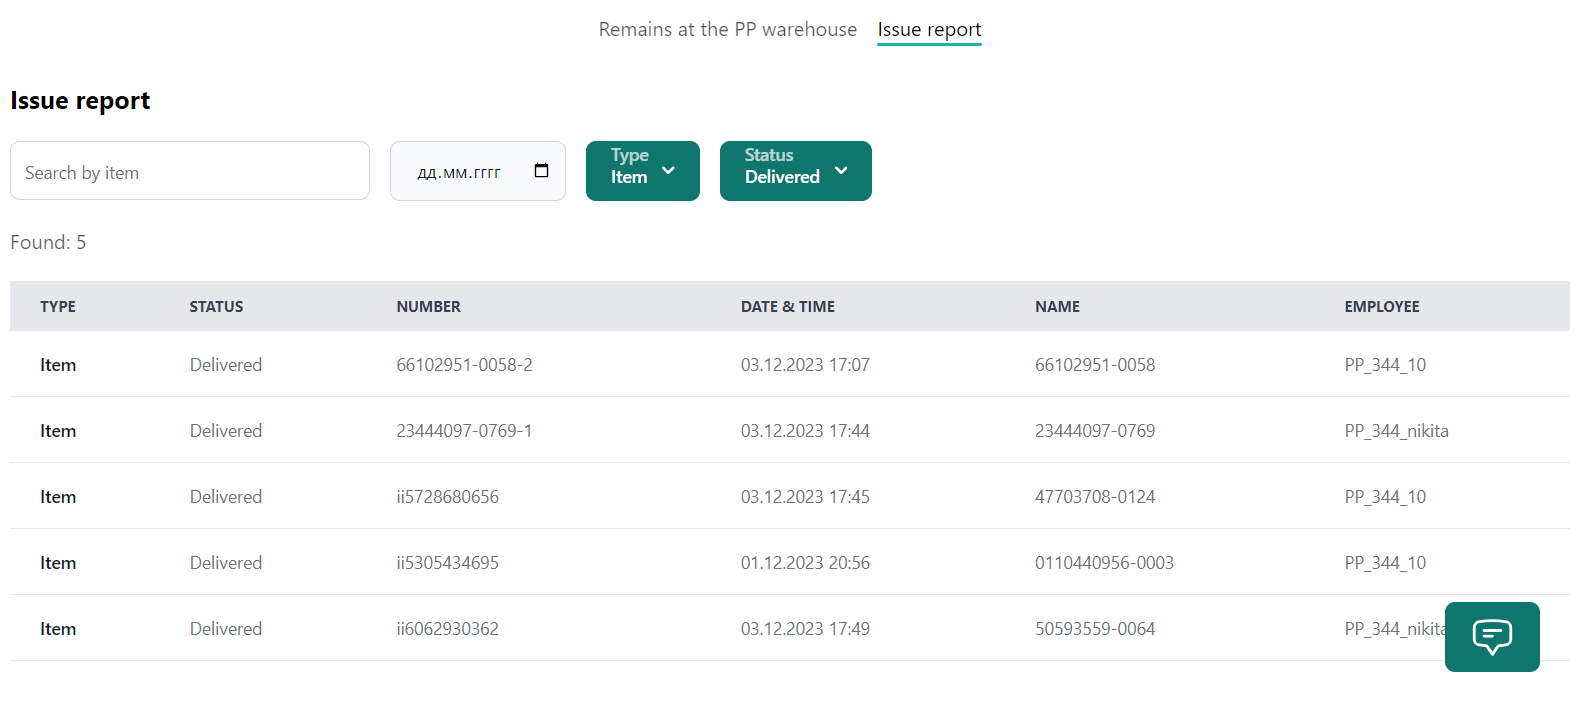 Remains at the PP warehouse Issue report
Issue report
Search by item дд.мм.гггг Type Item Status Delivered
Found: 5
TYPE STATUS NUMBER DATE & TIME NAME EMPLOYEE
Item Delivered 66102951-0058-2 03.12.2023 17:07 66102951-0058 PP_344_10
Item Delivered 23444097-0769-1 03.12.2023 17:44 23444097-0769 PP_344_nikita
Item Delivered ii5728680656 03.12.2023 17:45 47703708-0124 PP_344_10
Item Delivered ii5305434695 01.12.2023 20:56 0110440956-0003 PP_344_10
Item Delivered ii6062930362 03.12.2023 17:49 50593559-0064 PP_344_nikita